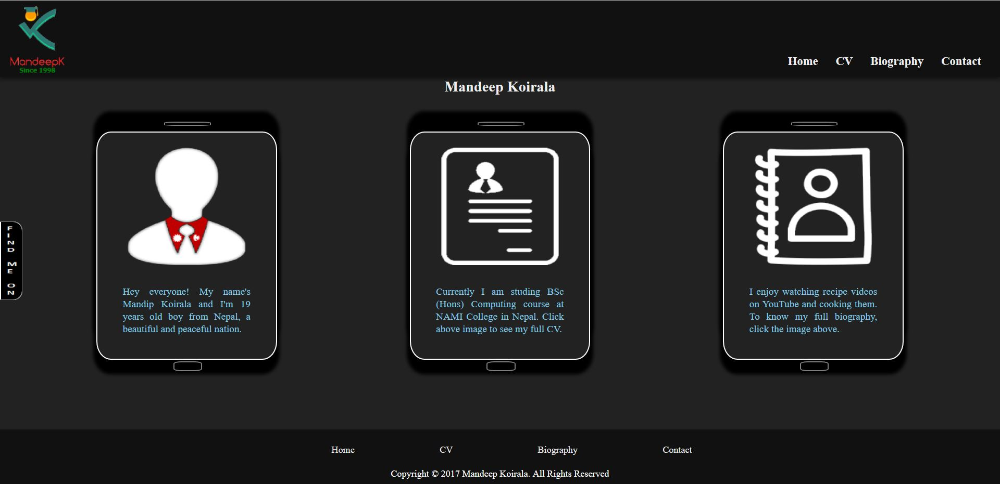 MandeepK
Since 1998
Home CV Biography Contact
Mandeep Koirala
FIND ME ON
Hey everyone! My name's
Mandip Koirala and I'm 19
years old boy from Nepal, a
beautiful and peaceful nation.
Currently I am studing BSc
(Hons) Computing course at
NAMI College in Nepal. Click
above image to see my full CV.
I enjoy watching recipe videos
on YouTube and cooking them.
To know my full biography,
click the image above.
Home CV Biography Contact
Copyright © 2017 Mandeep Koirala. All Rights Reserved